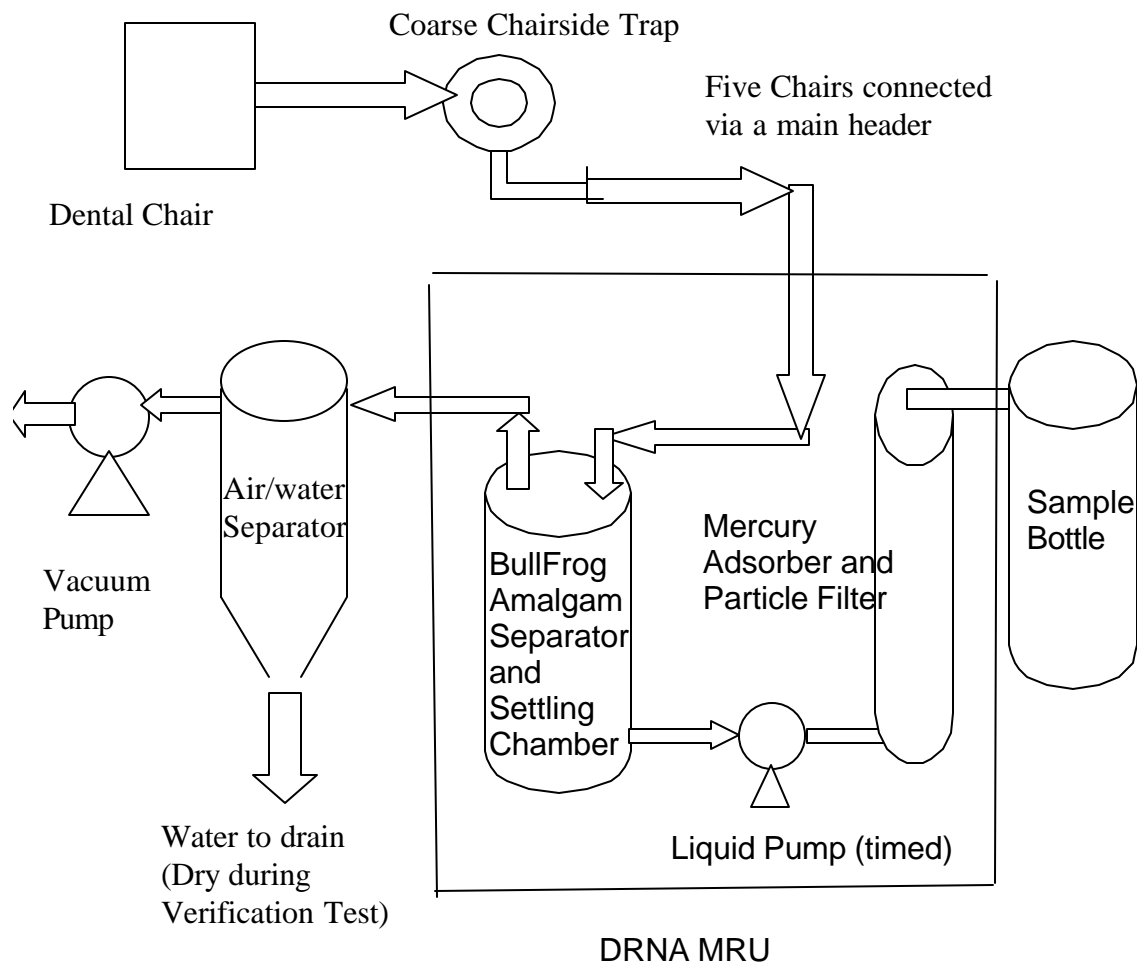 Coarse Chairside Trap
Five Chairs connected
via a main header
Dental Chair
Air/water
Separator
Vacuum
Pump
BullFrog
Amalgam
Separator
and
Settling
Chamber
Mercury
Adsorber and
Particle Filter
Sample
Bottle
Water to drain
(Dry during
Verification Test)
Liquid Pump (timed)
DRNA MRU